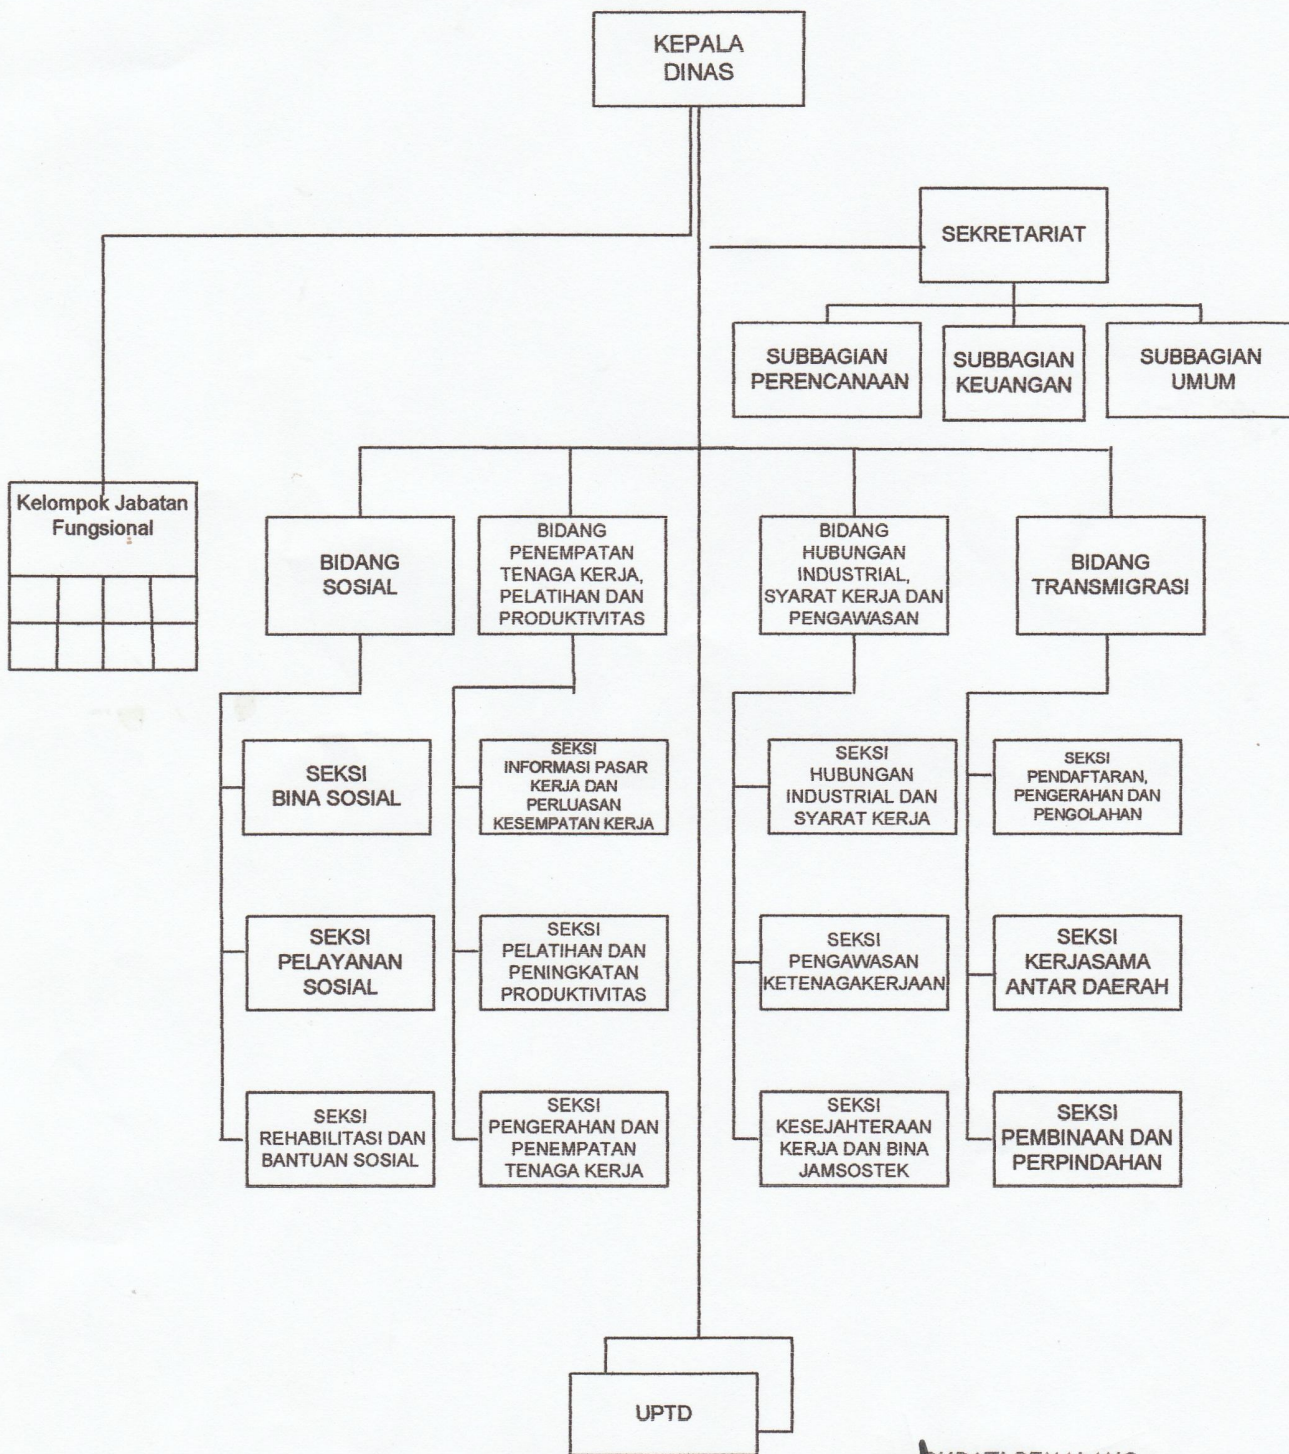 KEPALA
DINAS
SEKRETARIAT
SUBBAGIAN
PERENCANAAN
SUBBAGIAN
KEUANGAN
SUBBAGIAN
UMUM
Kelompok Jabatan
Fungsional
BIDANG
SOSIAL
BIDANG
PENEMPATAN
TENAGA KERJA,
PELATIHAN DAN
PRODUKTIVITAS
BIDANG
HUBUNGAN
INDUSTRIAL,
SYARAT KERJA DAN
PENGAWASAN
BIDANG
TRANSMIGRASI
SEKSI
BINA SOSIAL
SEKSI
INFORMASI PASAR
KERJA DAN
PERLUASAN
KESEMPATAN KERJA
SEKSI
HUBUNGAN
INDUSTRIAL DAN
SYARAT KERJA
SEKSI
PENDAFTARAN,
PENGERAHAN DAN
PENGOLAHAN
SEKSI
PELAYANAN
SOSIAL
SEKSI
PELATIHAN DAN
PENINGKATAN
PRODUKTIVITAS
SEKSI
PENGAWASAN
KETENAGAKERJAAN
SEKSI
KERJASAMA
ANTAR DAERAH
SEKSI
REHABILITASI DAN
BANTUAN SOSIAL
SEKSI
PENGERAHAN DAN
PENEMPATAN
TENAGA KERJA
SEKSI
KESEJAHTERAAN
KERJA DAN BINA
JAMSOSTEK
SEKSI
PEMBINAAN DAN
PERPINDAHAN
UPTD